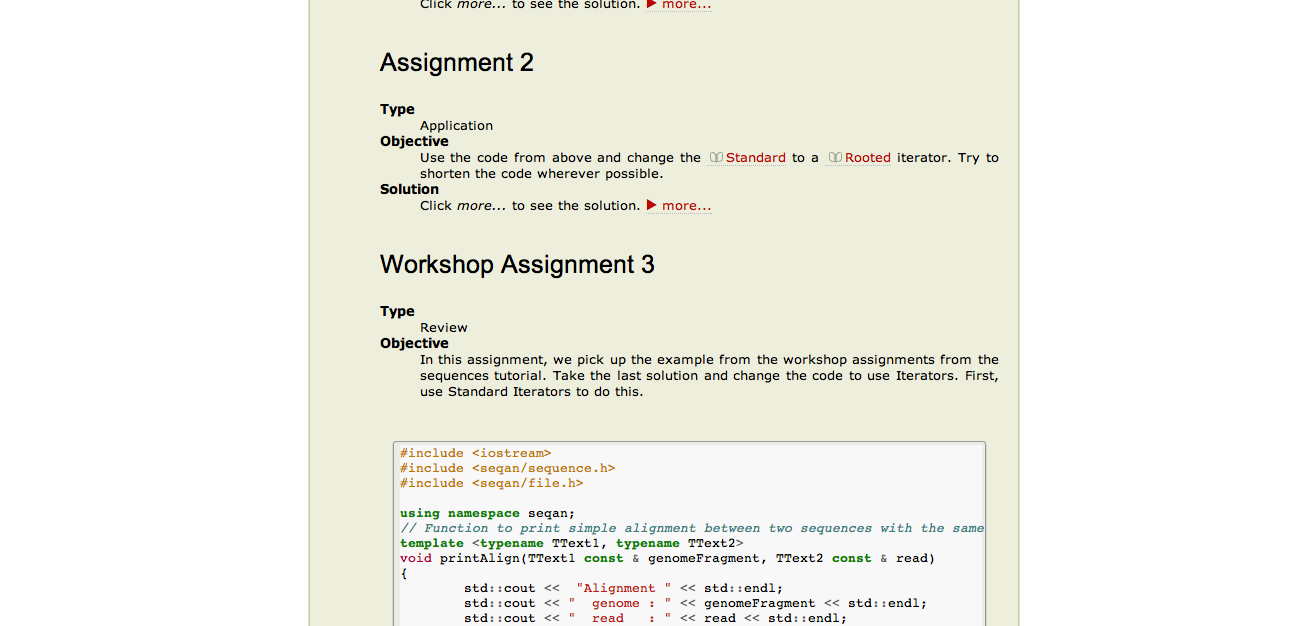 Click more... to see the solution. ▶ more...
Assignment 2
Type
Application
Objective
Use the code from above and change the Standard to a Rooted iterator. Try to
shorten the code wherever possible.
Solution
Click more... to see the solution. ▶ more...
Workshop Assignment 3
Type
Review
Objective
In this assignment, we pick up the example from the workshop assignments from the
sequences tutorial. Take the last solution and change the code to use Iterators. First,
use Standard Iterators to do this.
#include <iostream>
#include <seqan/sequence.h>
#include <seqan/file.h>
using namespace seqan;
// Function to print simple alignment between two sequences with the same
template <typename TText1, typename TText2>
void printAlign(TText1 const & genomeFragment, TText2 const & read)
{
std::cout << "Alignment " << std::endl;
std::cout << " genome : " << genomeFragment << std::endl;
std::cout << " read : " << read << std::endl;